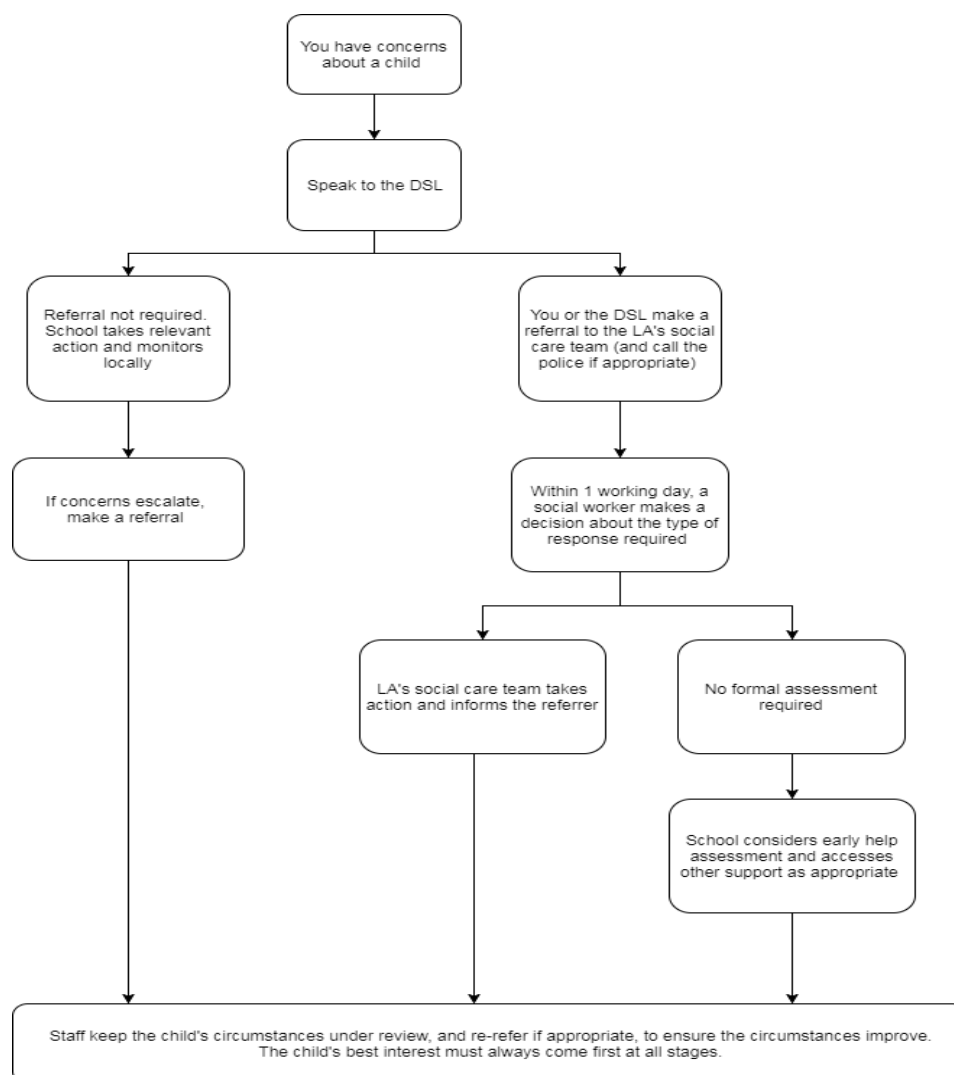 You have concerns
about a child
Speak to the DSL
Referral not required.
School takes relevant
action and monitors
locally
You or the DSL make a
referral to the LA's social
care team (and call the
police if appropriate)
If concerns escalate,
make a referral
Within 1 working day, a
social worker makes a
decision about the type of
response required
LA's social care team takes
action and informs the referrer
No formal assessment
required
School considers early help
assessment and accesses
other support as appropriate
Staff keep the child's circumstances under review, and re-refer if appropriate, to ensure the circumstances improve.
The child's best interest must always come first at all stages.